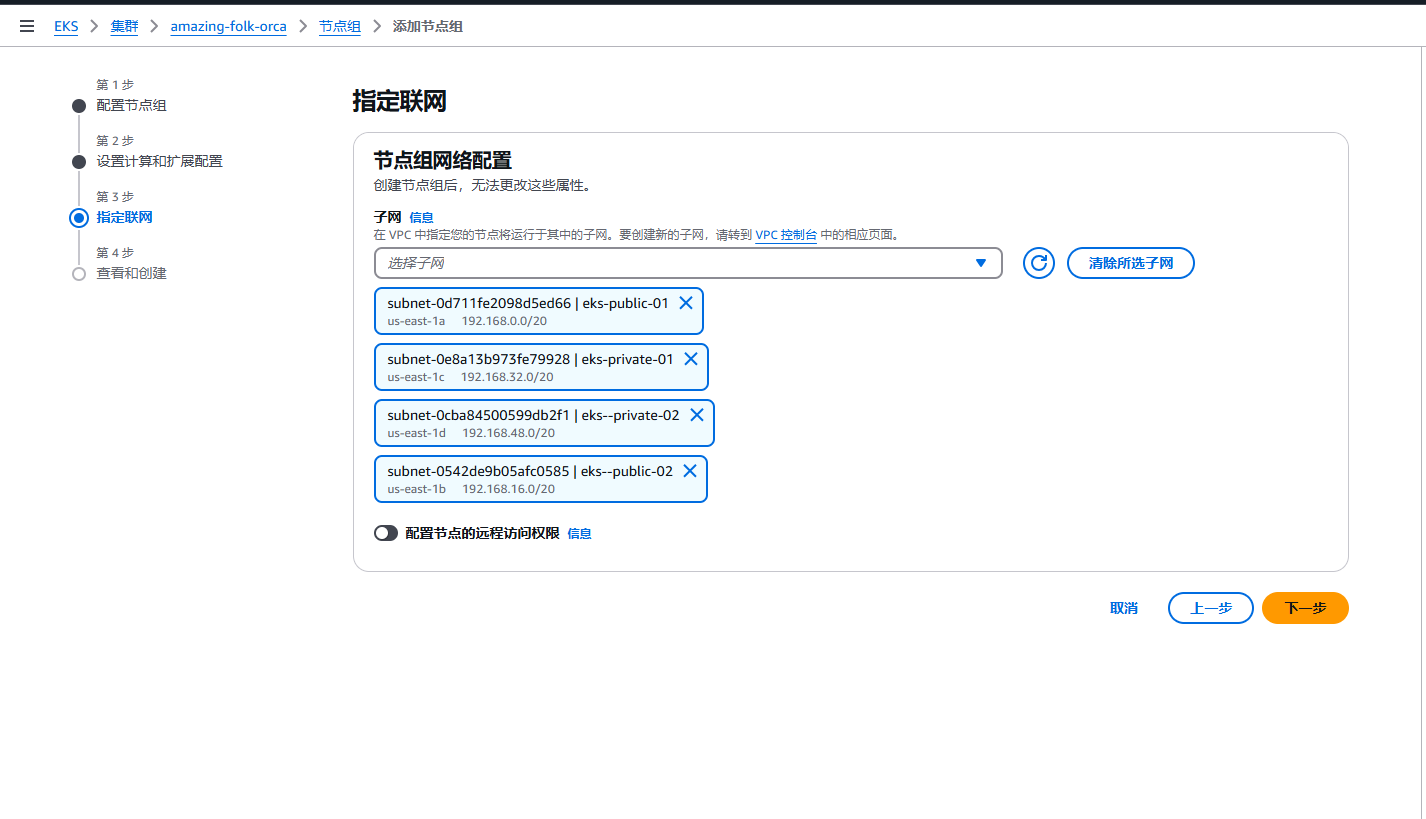 EKS > 集群 > amazing-folk-orca > 节点组 > 添加节点组
第 1 步
配置节点组
第 2 步
设置计算和扩展配置
第 3 步
指定联网
第 4 步
查看和创建
指定联网
节点组网络配置
创建节点组后，无法更改这些属性。
子网 信息
在 VPC 中指定您的节点将运行于其中的子网。要创建新的子网，请转到 VPC 控制台 中的相应页面。
选择子网
清除所选子网
subnet-0d711fe2098d5ed66 | eks-public-01
us-east-1a 192.168.0.0/20
subnet-0e8a13b973fe79928 | eks-private-01
us-east-1c 192.168.32.0/20
subnet-0cba84500599db2f1 | eks--private-02
us-east-1d 192.168.48.0/20
subnet-0542de9b05afc0585 | eks--public-02
us-east-1b 192.168.16.0/20
配置节点的远程访问权限 信息
取消
上一步
下一步